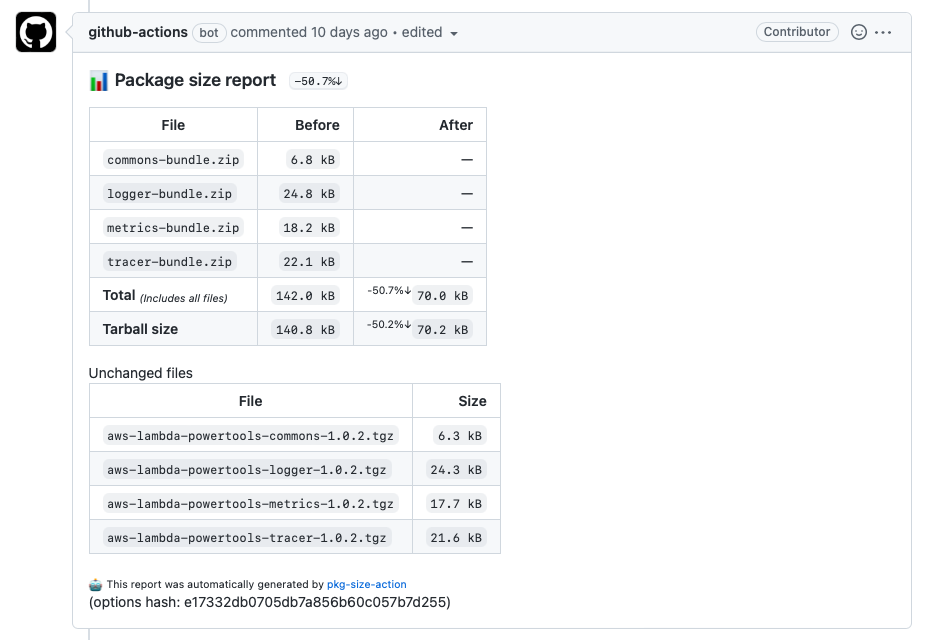 github-actions bot commented 10 days ago • edited Contributor
Package size report −50.7%↓
File Before After
commons-bundle.zip 6.8 kB —
logger-bundle.zip 24.8 kB —
metrics-bundle.zip 18.2 kB —
tracer-bundle.zip 22.1 kB —
Total (Includes all files) 142.0 kB -50.7%↓ 70.0 kB
Tarball size 140.8 kB -50.2%↓ 70.2 kB
Unchanged files
File Size
aws-lambda-powertools-commons-1.0.2.tgz 6.3 kB
aws-lambda-powertools-logger-1.0.2.tgz 24.3 kB
aws-lambda-powertools-metrics-1.0.2.tgz 17.7 kB
aws-lambda-powertools-tracer-1.0.2.tgz 21.6 kB
This report was automatically generated by pkg-size-action
(options hash: e17332db0705db7a856b60c057b7d255)